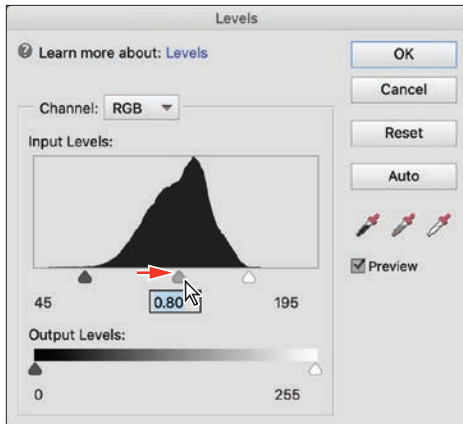 Levels
Learn more about: Levels
OK
Cancel
Reset
Auto
Channel: RGB
Input Levels:
45 0.80 195
Preview
Output Levels:
0 255